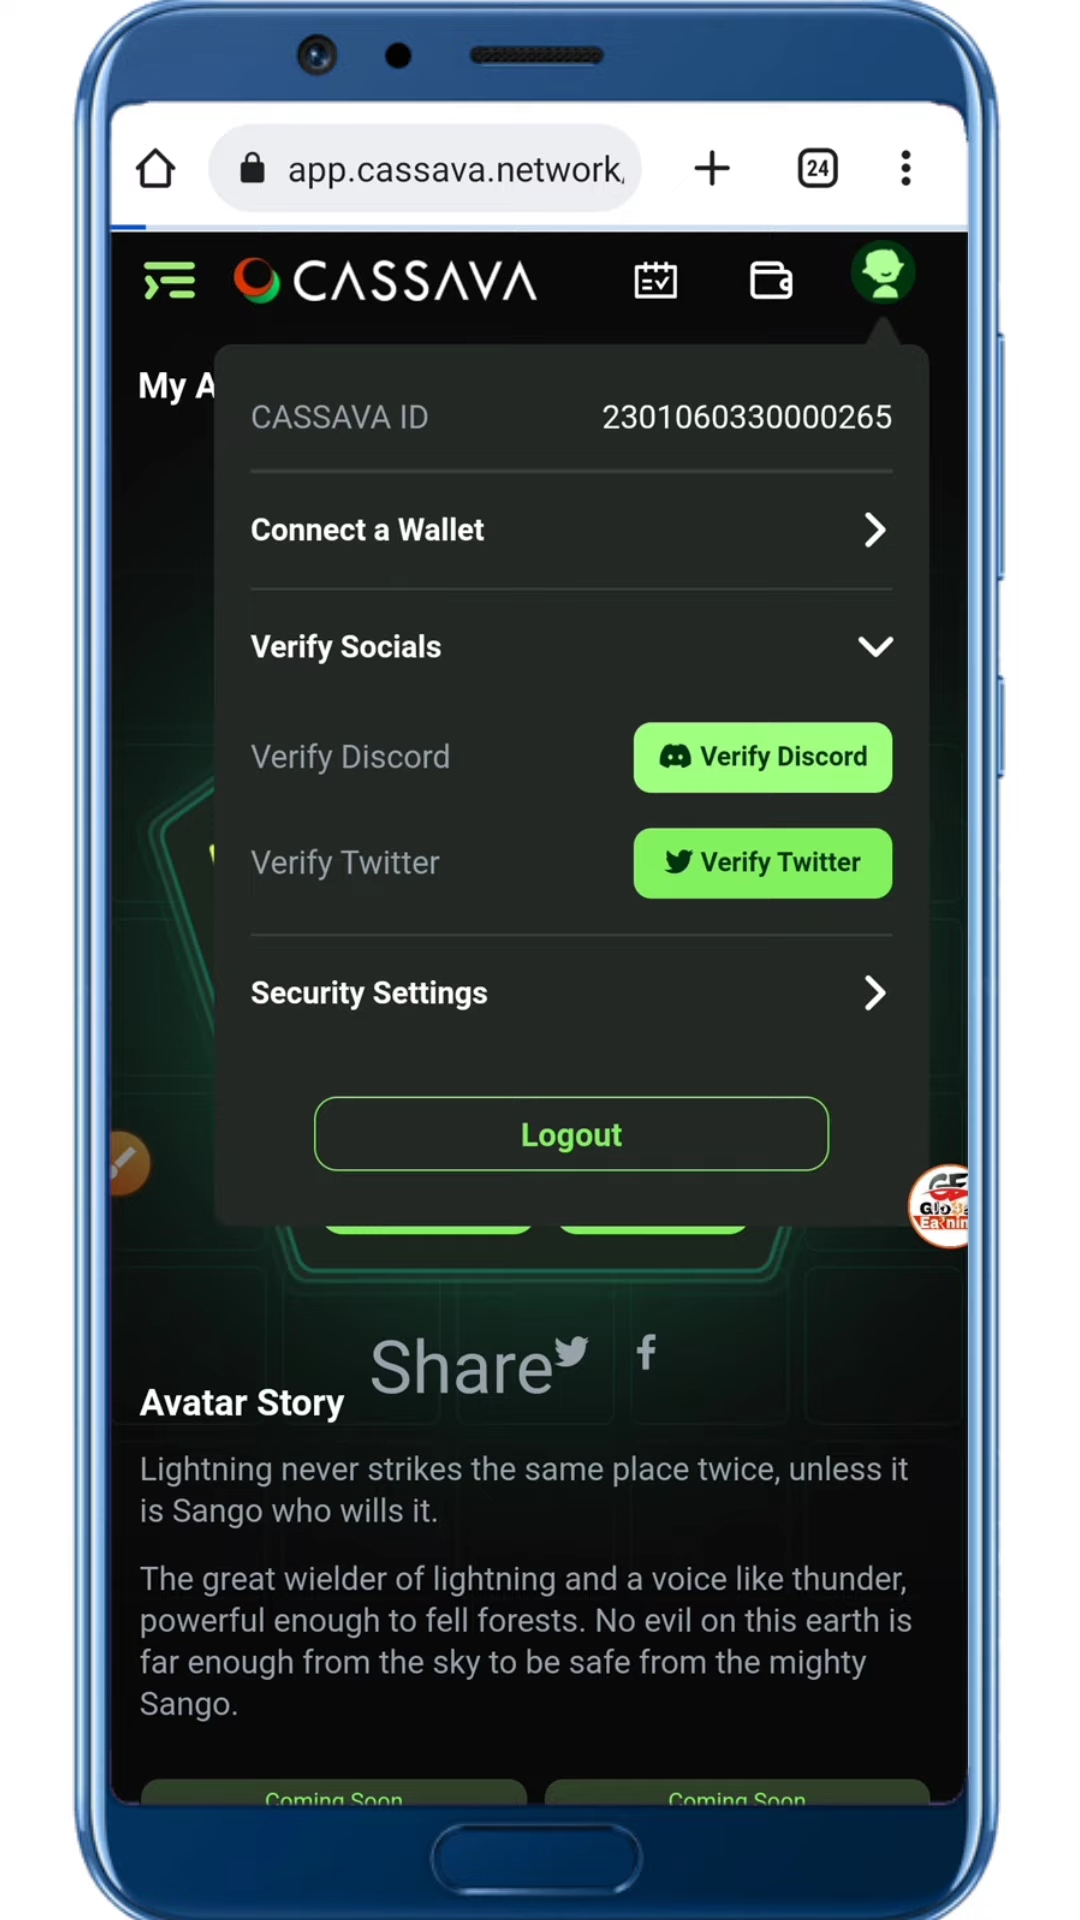 app.cassava.network,
24
CASSAVA
My A
CASSAVA ID 2301060330000265
Connect a Wallet
Verify Socials
Verify Discord Verify Discord
Verify Twitter Verify Twitter
Security Settings
Logout
Share
Avatar Story
Lightning never strikes the same place twice, unless it
is Sango who wills it.
The great wielder of lightning and a voice like thunder,
powerful enough to fell forests. No evil on this earth is
far enough from the sky to be safe from the mighty
Sango.
Coming Soon Coming Soon